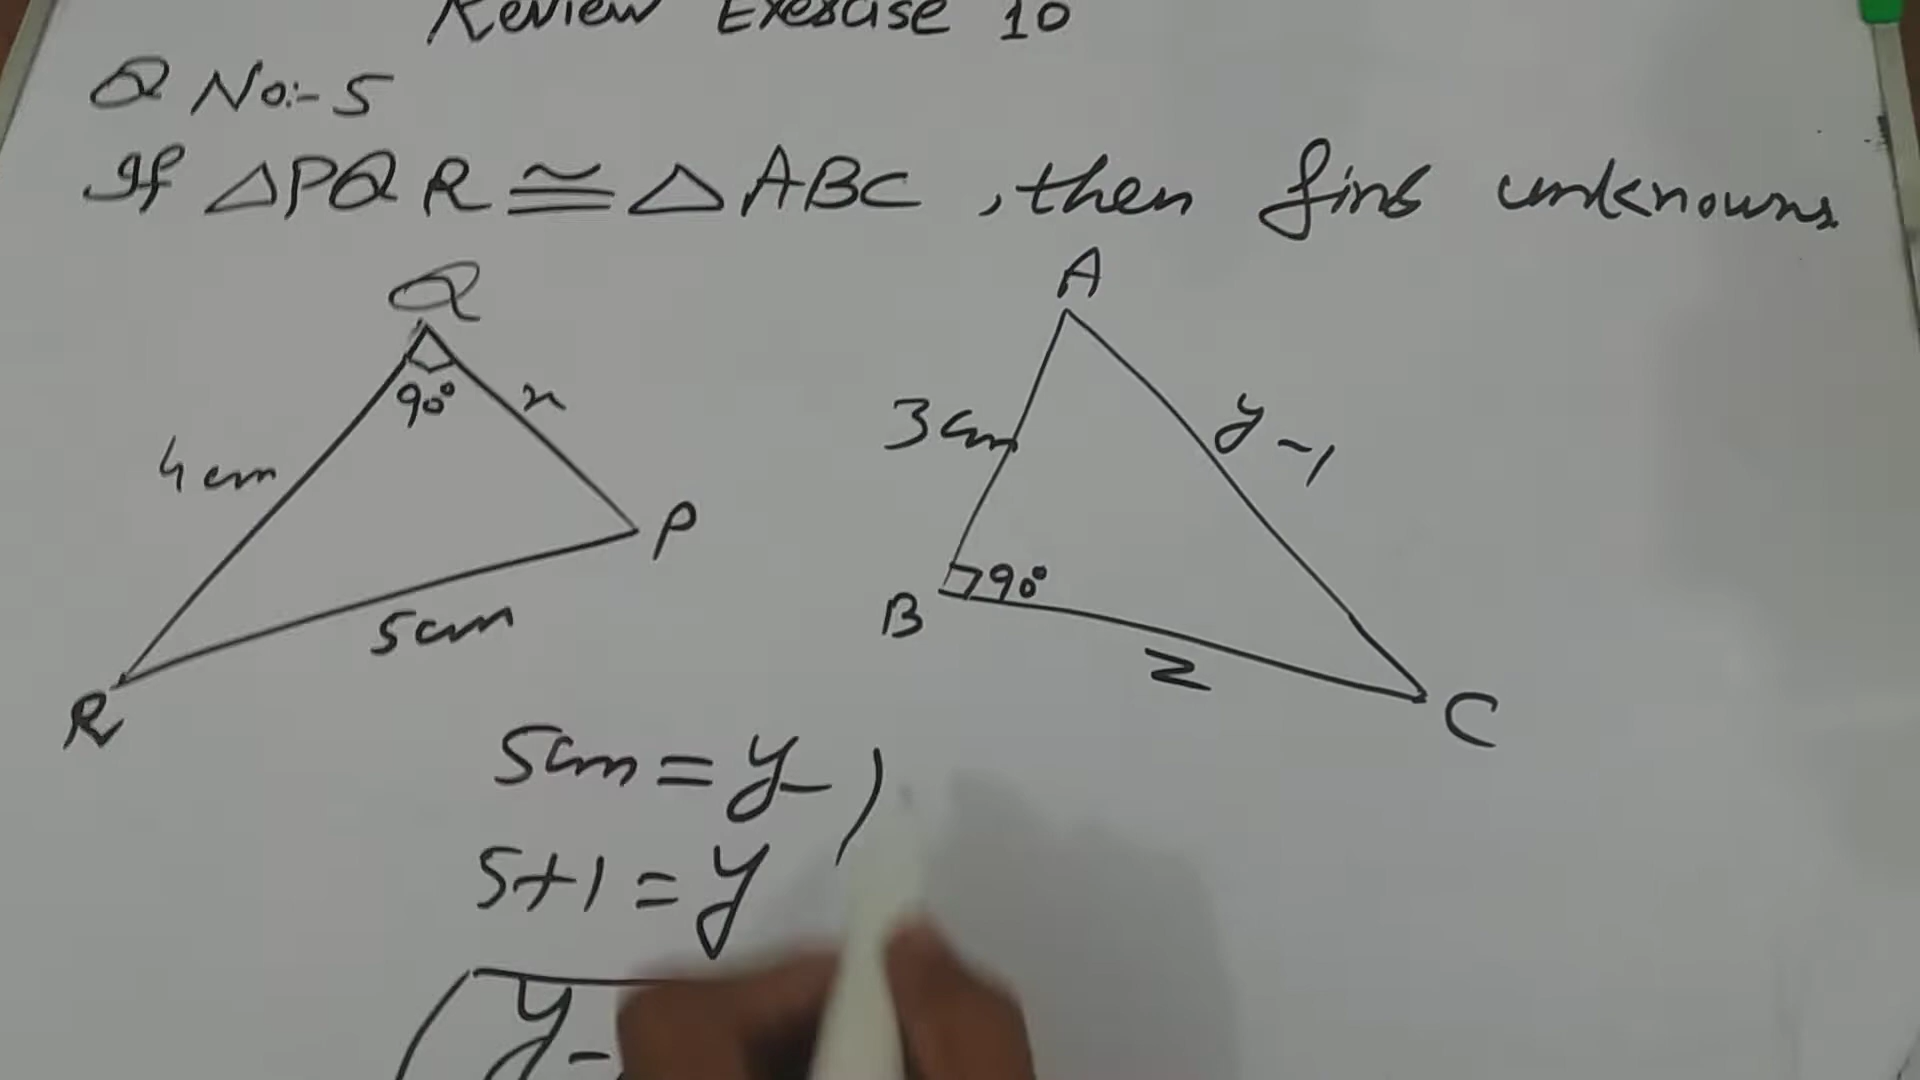 Review Exercise 10
Q No:- 5
If △PQR ≅ △ABC, then find unknowns.
Q
A
90°
x
4cm
3cm
y-1
P
90°
B
5cm
z
R
C
5cm = y-1
5+1 = y
y =